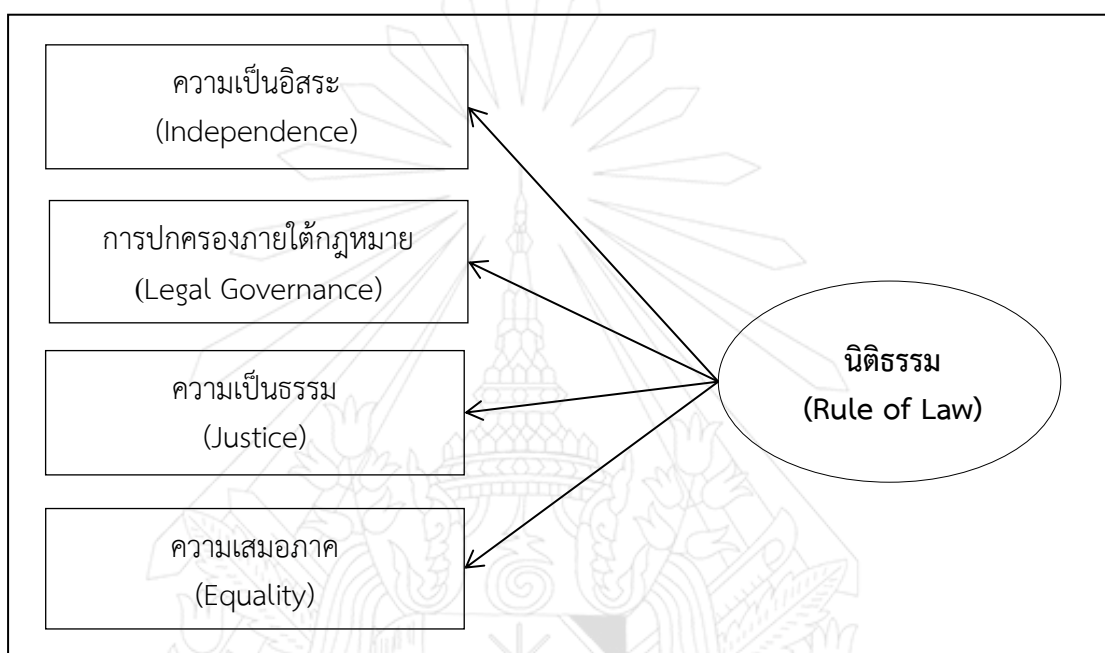 ความเป็นอิสระ
(Independence)
การปกครองภายใต้กฎหมาย
(Legal Governance)
ความเป็นธรรม
(Justice)
ความเสมอภาค
(Equality)
นิติธรรม
(Rule of Law)